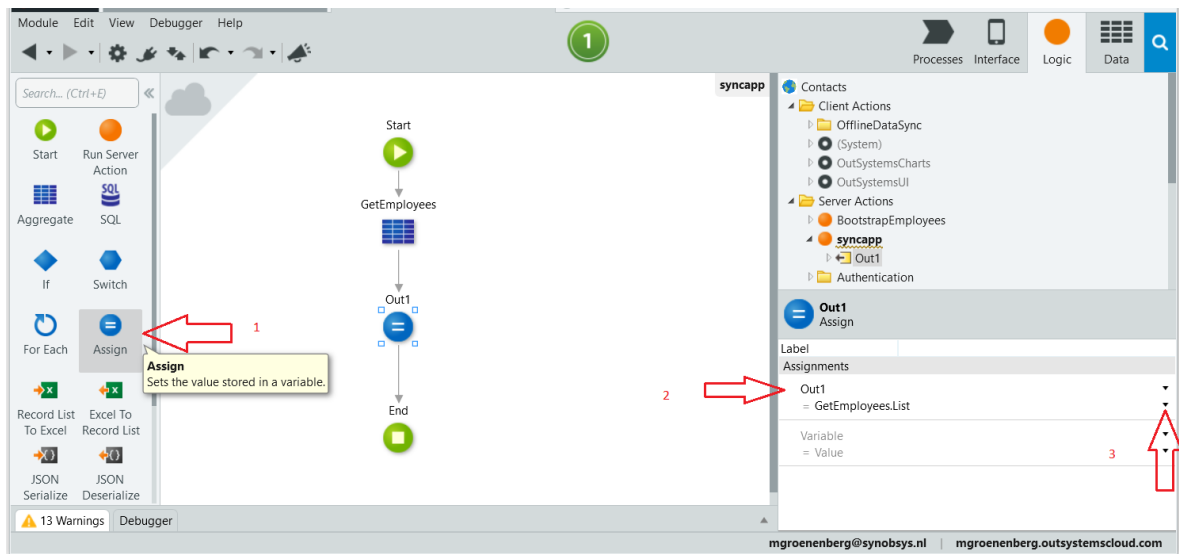 Module Edit View Debugger Help
1
Processes Interface Logic Data
Search... (Ctrl+E)
Start
Run Server
Action
Aggregate
SQL
SQL
If
Switch
For Each
Assign
1
Assign
Sets the value stored in a variable.
Record List
To Excel
Excel To
Record List
JSON
Serialize
JSON
Deserialize
syncapp
Start
GetEmployees
Out1
End
Contacts
Client Actions
OfflineDataSync
(System)
OutSystemsCharts
OutSystemsUI
Server Actions
BootstrapEmployees
syncapp
Out1
Authentication
Out1
Assign
Label
Assignments
2
Out1
= GetEmployees.List
Variable
= Value
3
13 Warnings Debugger
mgroenenberg@synobsys.nl | mgroenenberg.outsystemscloud.com